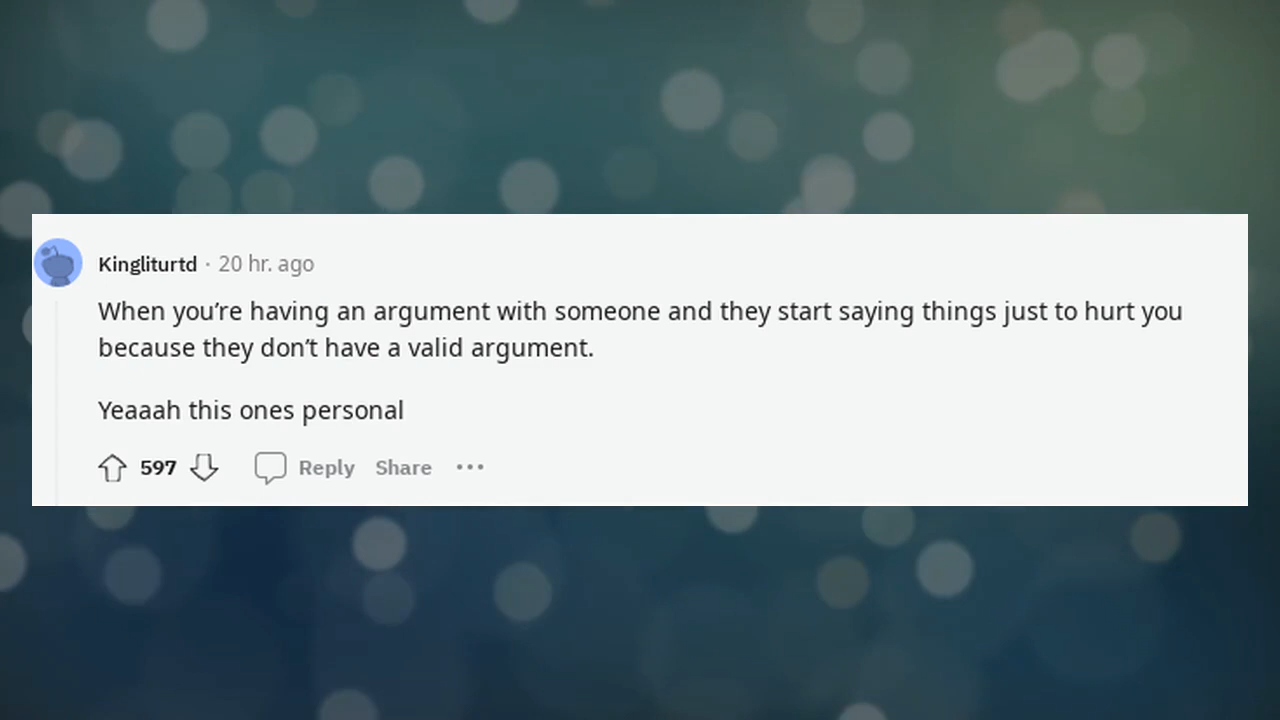 Kingliturtd · 20 hr. ago
When you’re having an argument with someone and they start saying things just to hurt you
because they don’t have a valid argument.
Yeaaah this ones personal
597 Reply Share ···